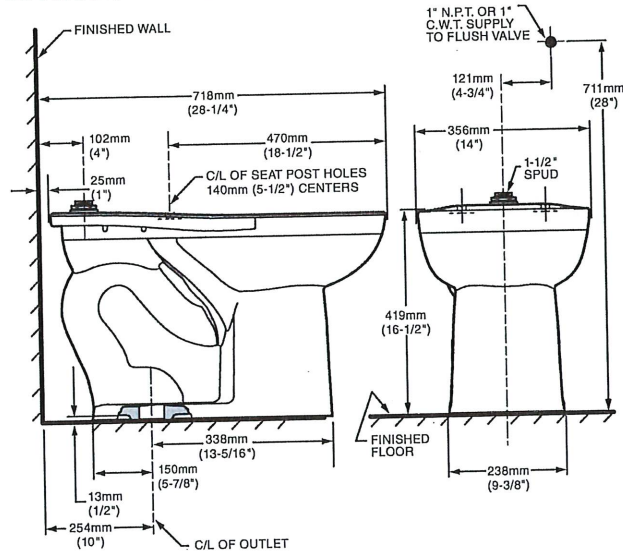 FINISHED WALL
1" N.P.T. OR 1"
C.W.T. SUPPLY
TO FLUSH VALVE
121mm
(4-3/4")
711mm
(28")
718mm
(28-1/4")
102mm
(4")
470mm
(18-1/2")
356mm
(14")
25mm
(1")
C/L OF SEAT POST HOLES
140mm (5-1/2") CENTERS
1-1/2"
SPUD
419mm
(16-1/2")
338mm
(13-5/16")
FINISHED
FLOOR
150mm
(5-7/8")
238mm
(9-3/8")
13mm
(1/2")
254mm
(10")
C/L OF OUTLET